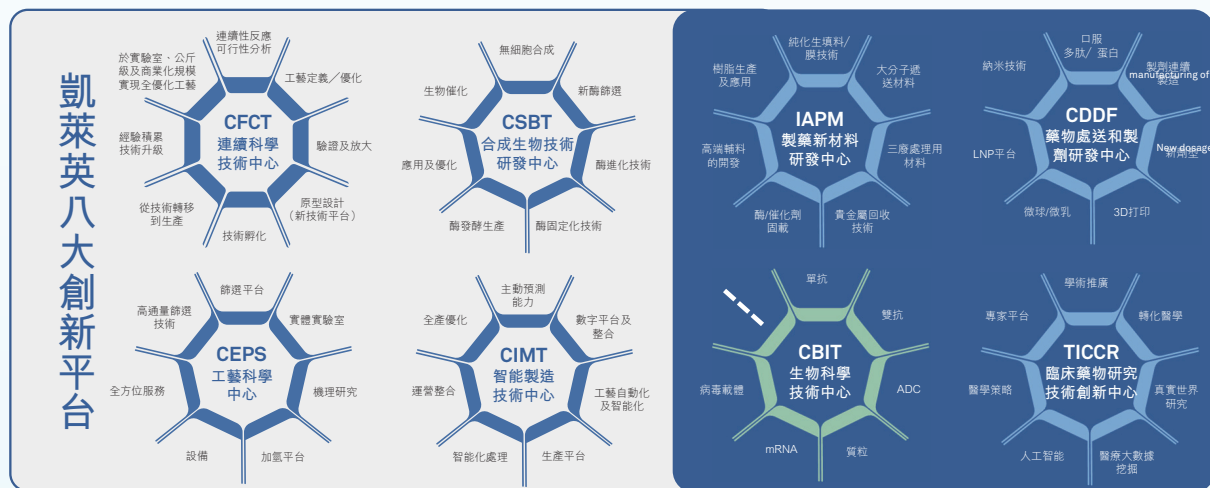 凱萊英八大創新平台
連續性反應
可行性分析
於實驗室、公斤
級及商業化規模
實現全優化工藝
工藝定義／優化
CFCT
連續科學
技術中心
經驗積累
技術升級
驗證及放大
從技術轉移
到生產
原型設計
（新技術平台）
技術孵化
無細胞合成
生物催化
新酶篩選
CSBT
合成生物技術
研發中心
應用及優化
酶進化技術
酶發酵生產
酶固定化技術
純化生填料/
膜技術
樹脂生產
及應用
大分子遞
送材料
IAPM
製藥新材料
研發中心
高端輔料
的開發
三廢處理用
材料
酶/催化劑
固載
貴金屬回收
技術
口服
多肽/ 蛋白
納米技術
製劑連續
製造
manufacturing of
CDDF
藥物處送和製
劑研發中心
LNP平台
新劑型
New dosage
微球/微乳
3D打印
篩選平台
高通量篩選
技術
實體實驗室
CEPS
工藝科學
中心
全方位服務
機理研究
設備
加氫平台
主動預測
能力
全產優化
數字平台及
整合
CIMT
智能製造
技術中心
運營整合
工藝自動化
及智能化
智能化處理
生產平台
單抗
雙抗
CBIT
生物科學
技術中心
病毒載體
ADC
mRNA
質粒
學術推廣
專家平台
轉化醫學
TICCR
臨床藥物研究
技術創新中心
醫學策略
真實世界
研究
人工智能
醫療大數據
挖掘